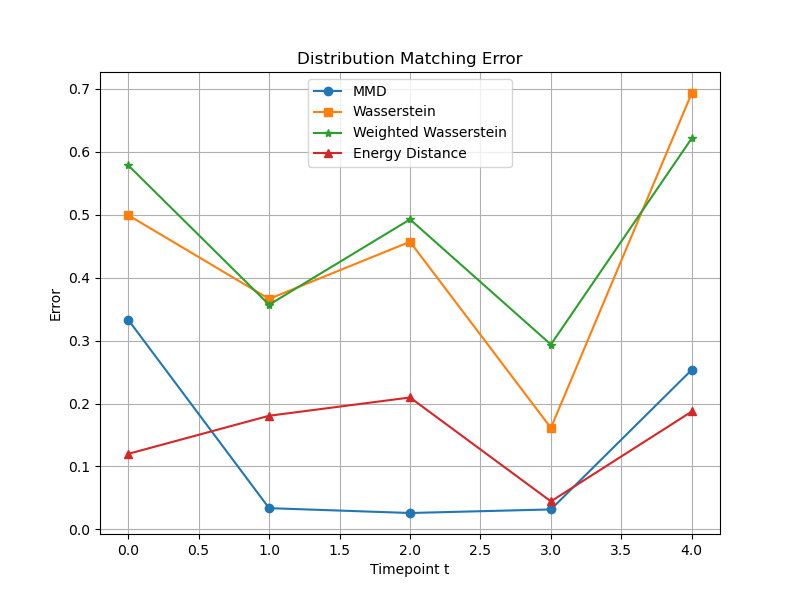 Distribution Matching Error
MMD
Wasserstein
Weighted Wasserstein
Energy Distance
Error
0.7
0.6
0.5
0.4
0.3
0.2
0.1
0.0
0.0 0.5 1.0 1.5 2.0 2.5 3.0 3.5 4.0
Timepoint t